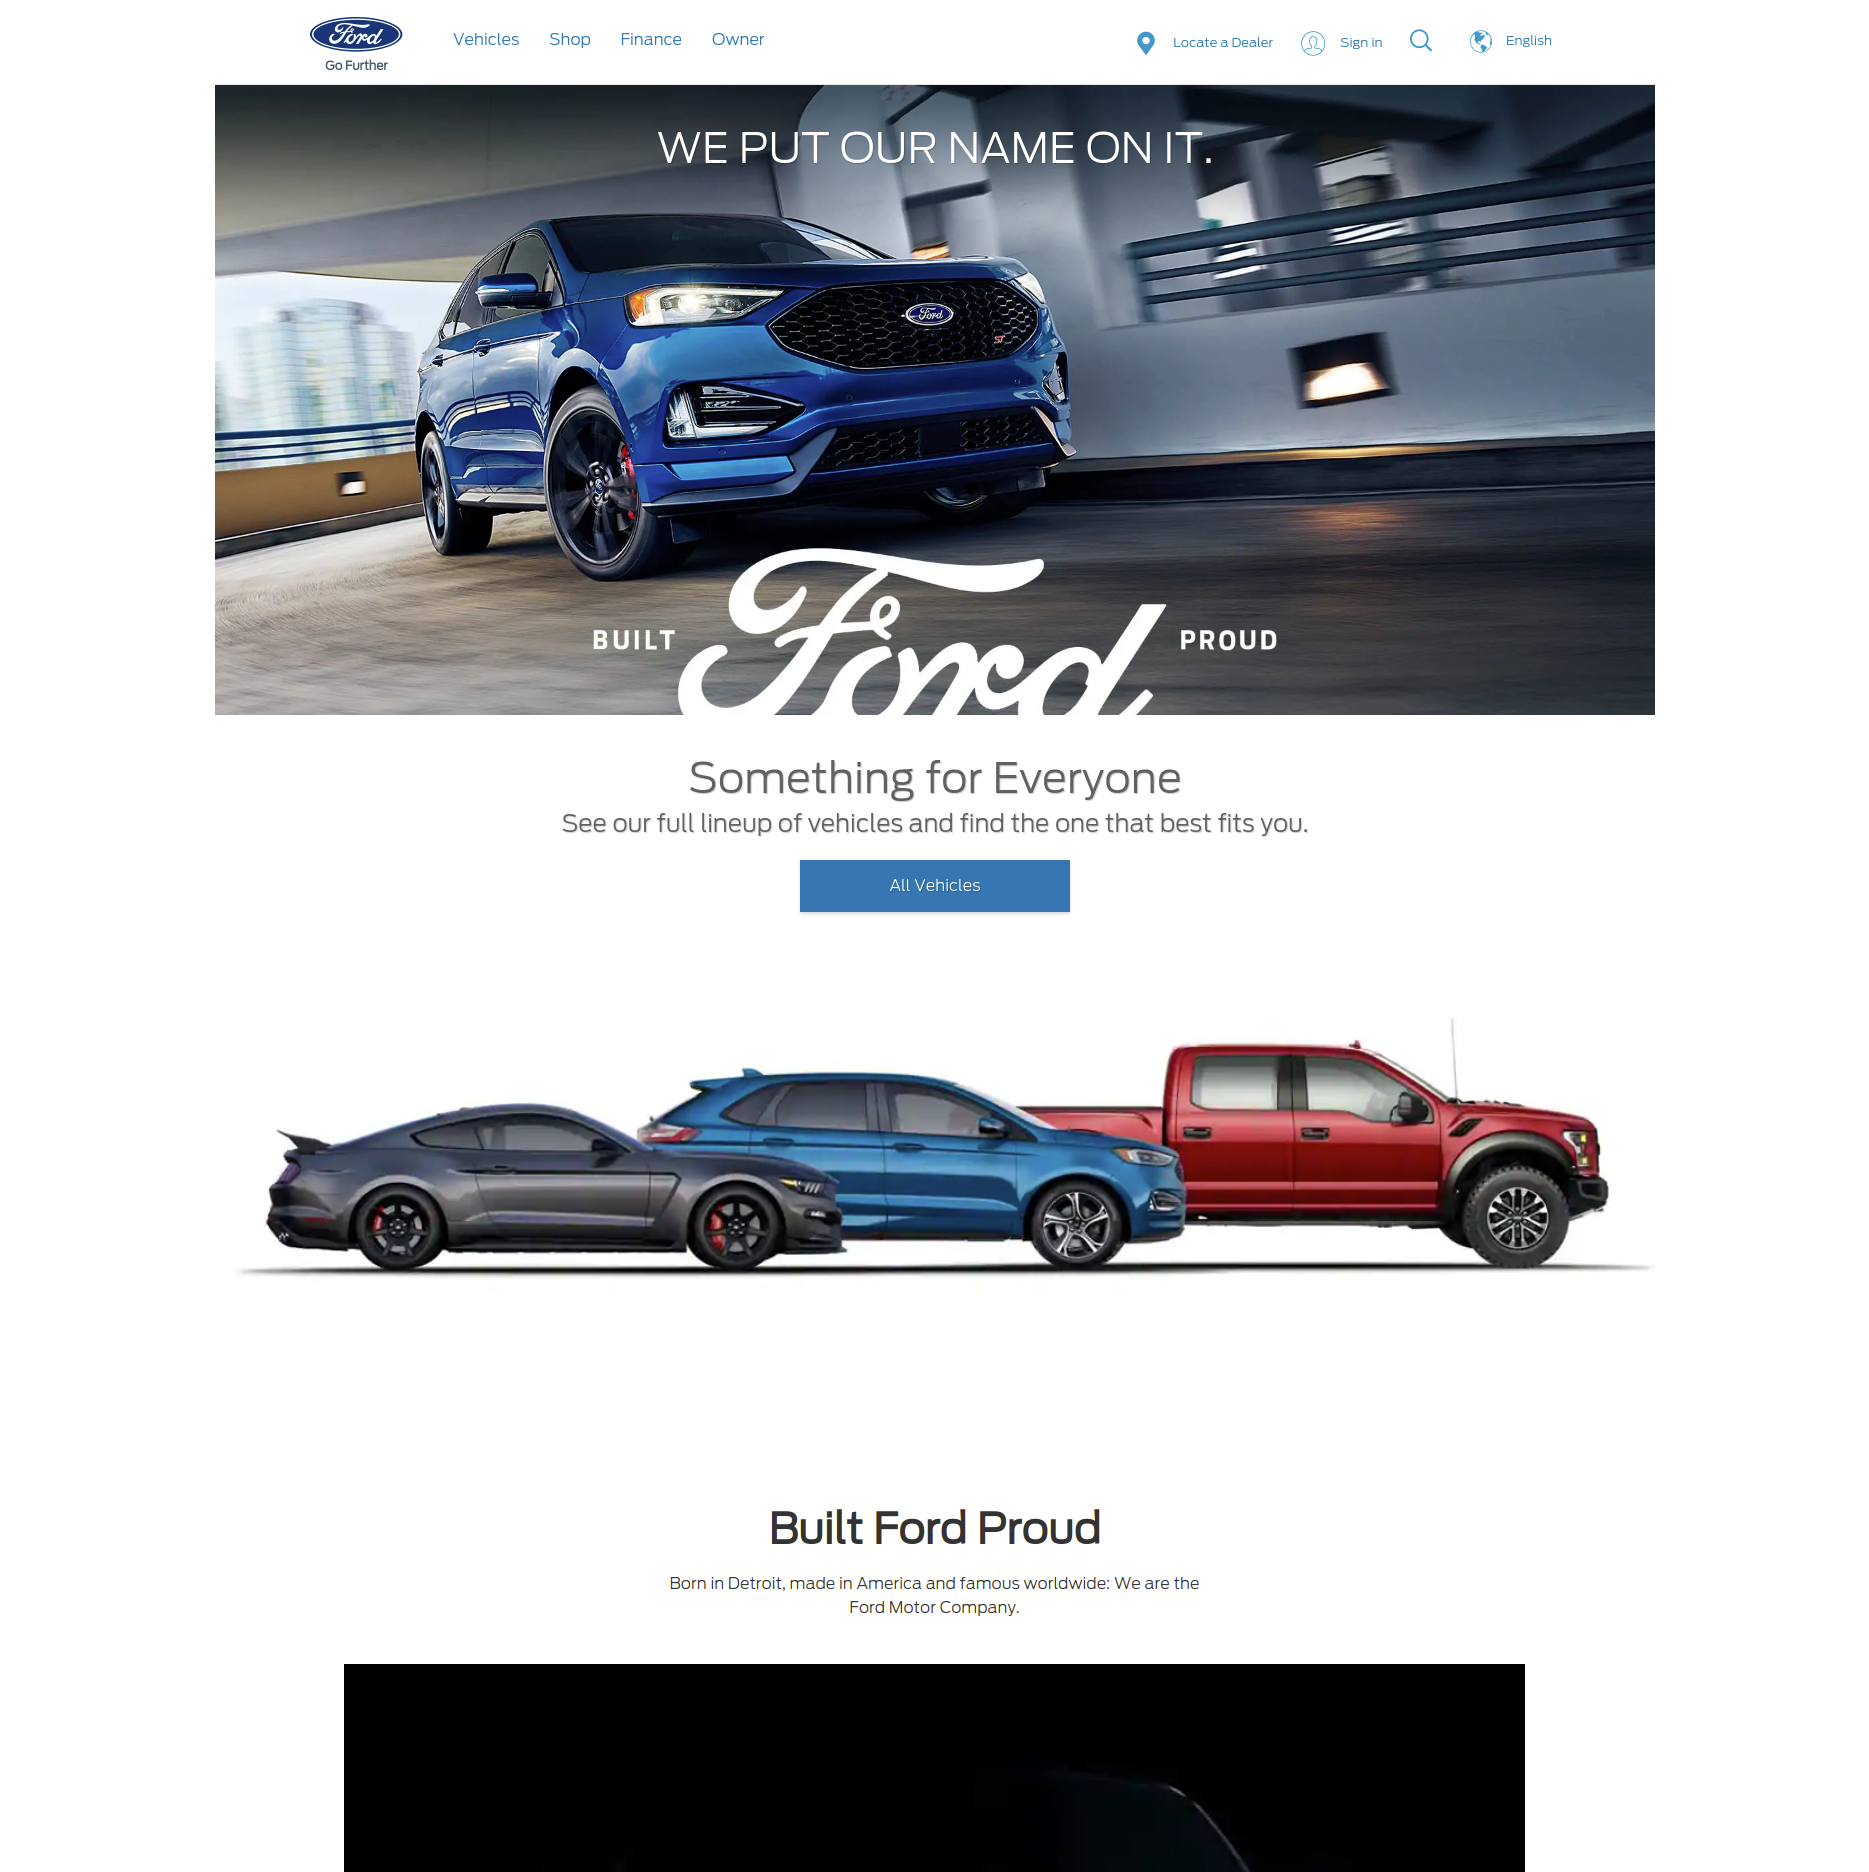 Ford
Go Further
Vehicles
Shop
Finance
Owner
Locate a Dealer
Sign in
English
WE PUT OUR NAME ON IT.
Ford
ST
BUILT Ford PROUD
Something for Everyone
See our full lineup of vehicles and find the one that best fits you.
All Vehicles
Built Ford Proud
Born in Detroit, made in America and famous worldwide: We are the
Ford Motor Company.